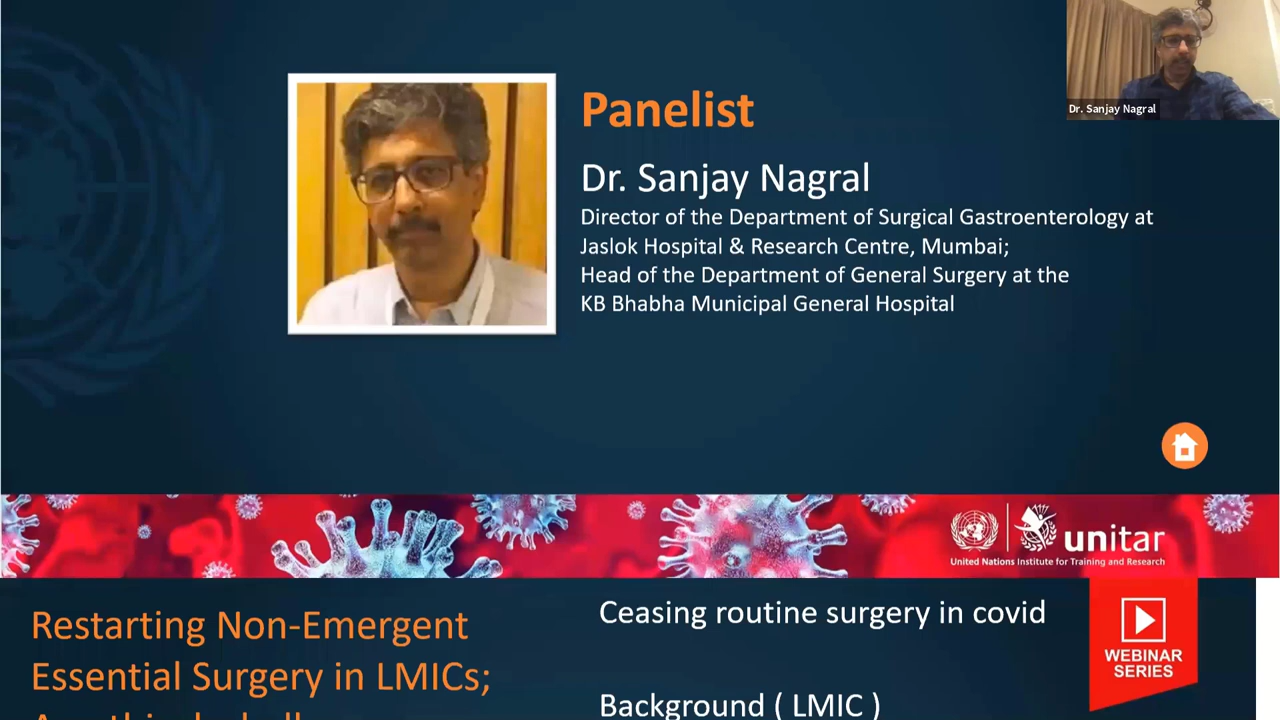 Dr. Sanjay Nagral
Panelist
Dr. Sanjay Nagral
Director of the Department of Surgical Gastroenterology at
Jaslok Hospital & Research Centre, Mumbai;
Head of the Department of General Surgery at the
KB Bhabha Municipal General Hospital
unitar
United Nations Institute for Training and Research
Restarting Non-Emergent
Essential Surgery in LMICs;
Ceasing routine surgery in covid
Background ( LMIC )
WEBINAR
SERIES